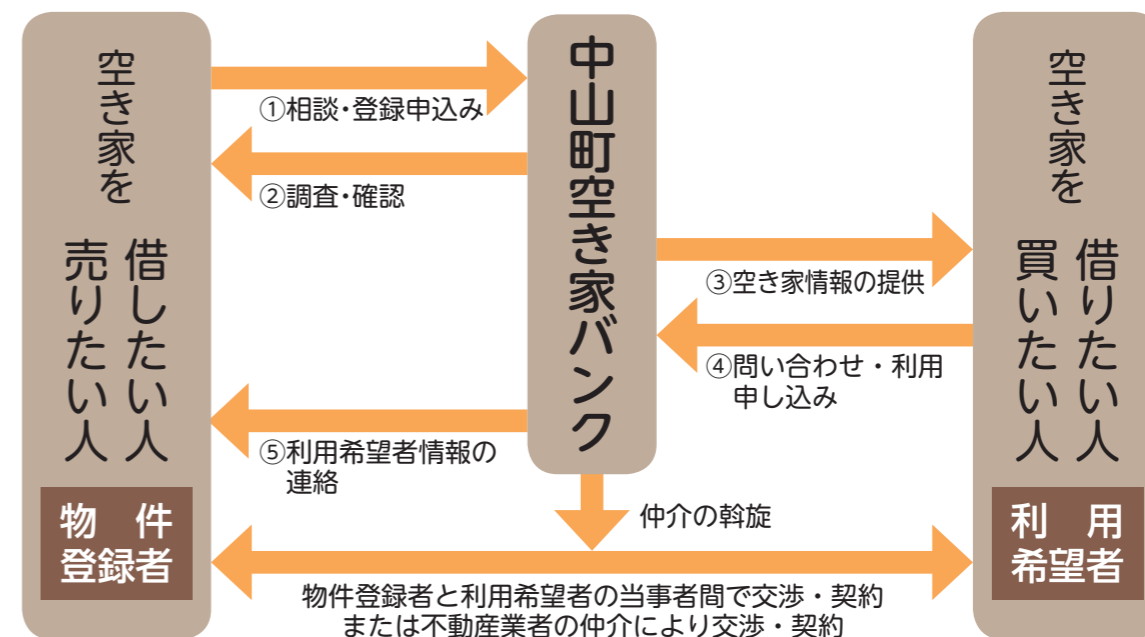 空き家を
借したい人
売りたい人
物件
登録者
①相談・登録申込み
②調査・確認
⑤利用希望者情報の
連絡
中山町空き家バンク
③空き家情報の提供
④問い合わせ・利用
申し込み
仲介の斡旋
空き家を
借りたい人
買いたい人
利用
希望者
物件登録者と利用希望者の当事者間で交渉・契約
または不動産業者の仲介により交渉・契約